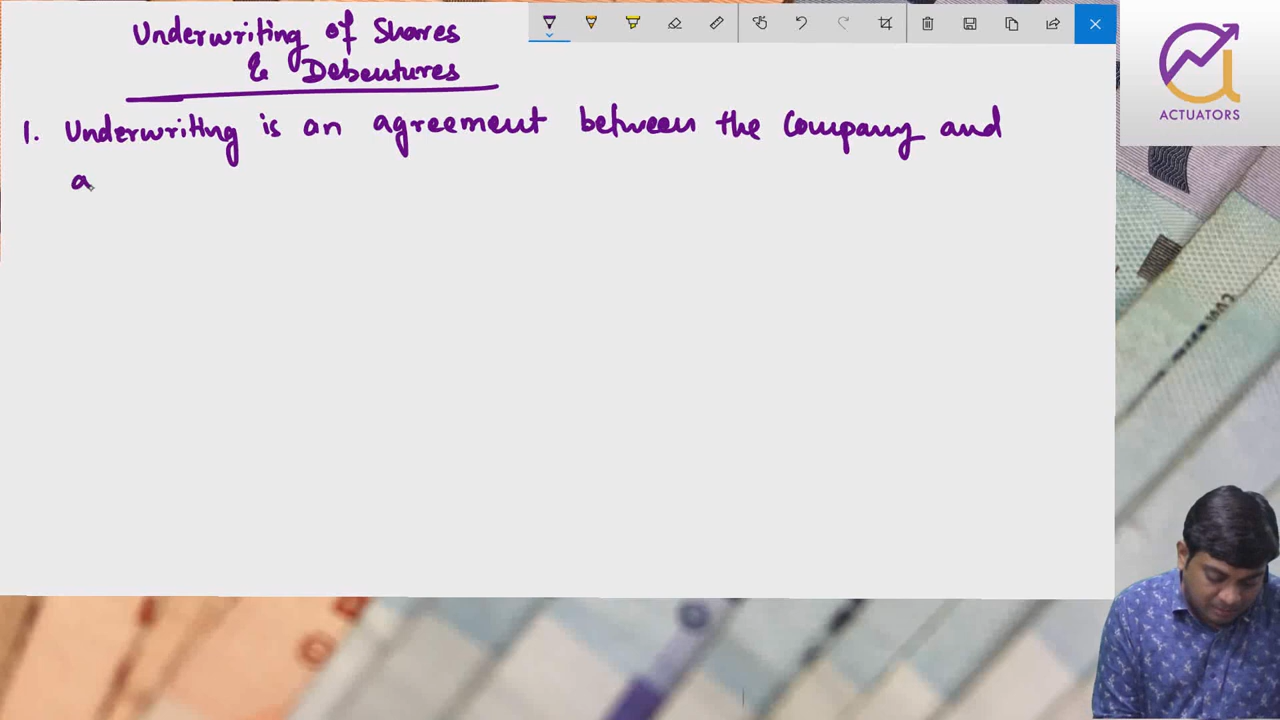 Underwriting of Shares
& Debentures
1. Underwriting is an agreement between the Company and
a
ACTUATORS